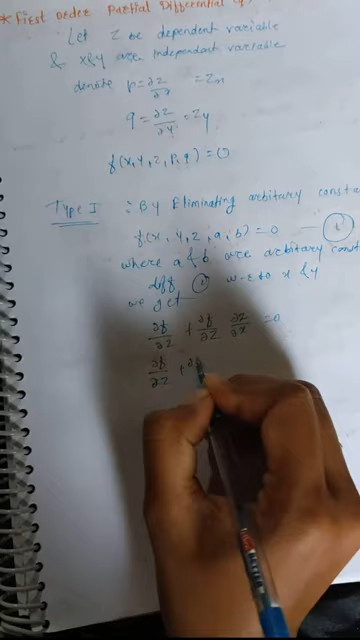 * First order Partial Differential
Let Z be dependent variable
& x&y are independent variable
denote p = ∂Z/∂x = Zx
q = ∂Z/∂y = Zy
f(x, y, z, p, q) = 0
Type I : By Eliminating arbitrary consta
f(x, y, z, a, b) = 0 — ①
where a & b are arbitrary const
diff ① w.r.to x & y
we get
∂f/∂Z + ∂f/∂Z ∂Z/∂x = 0
∂f/∂Z +